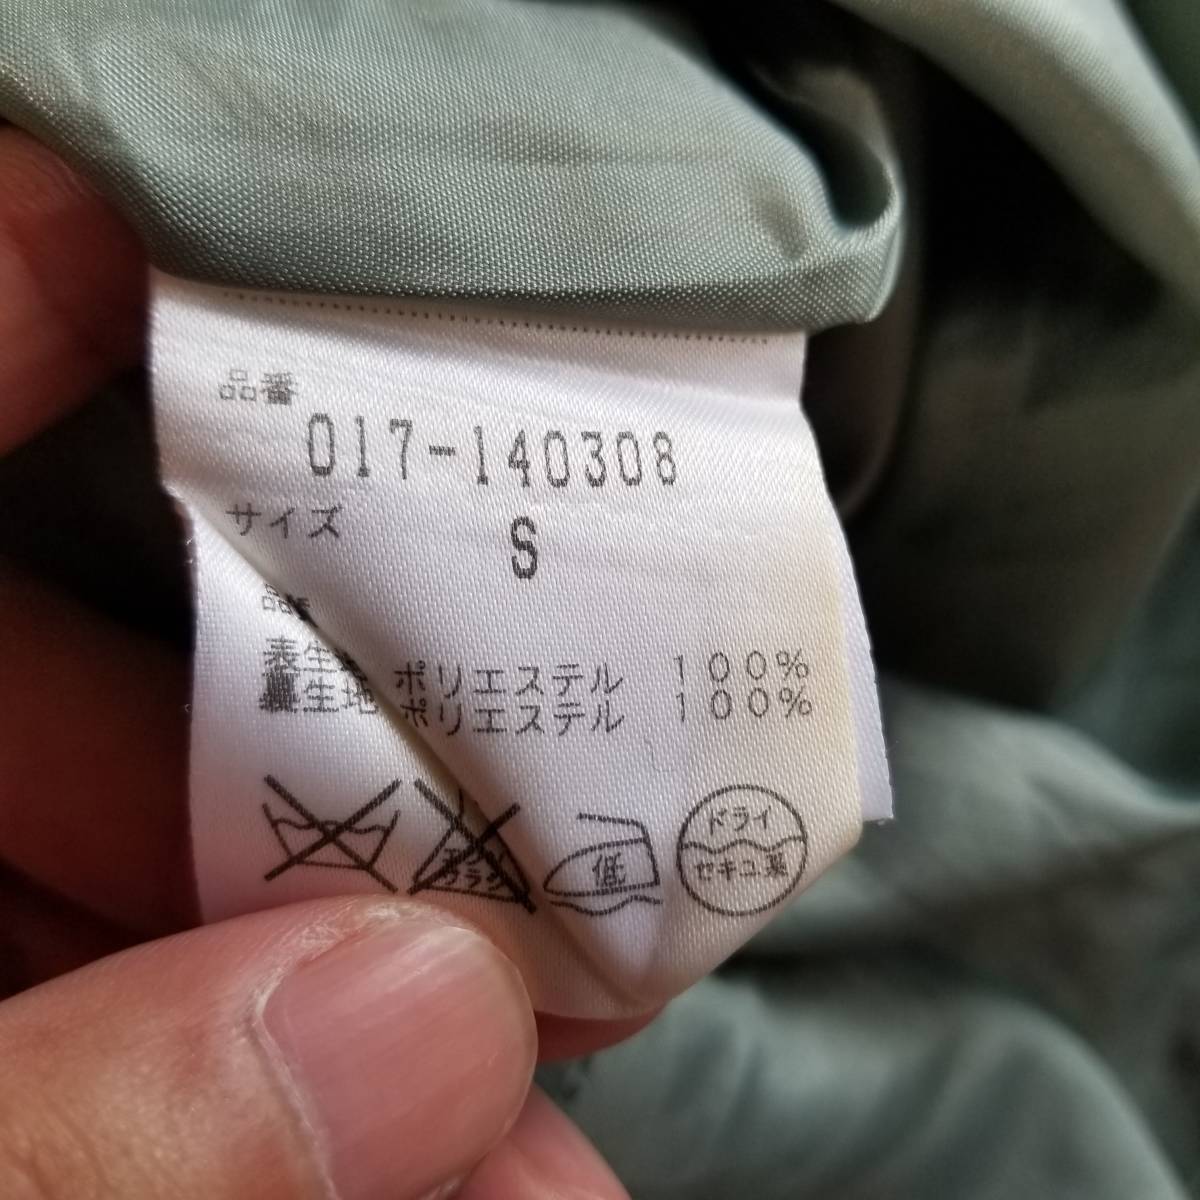 品番
017-140308
サイズ
S
表生地 ポリエステル 100%
裏生地 ポリエステル 100%
低
ドライ
セキユ系